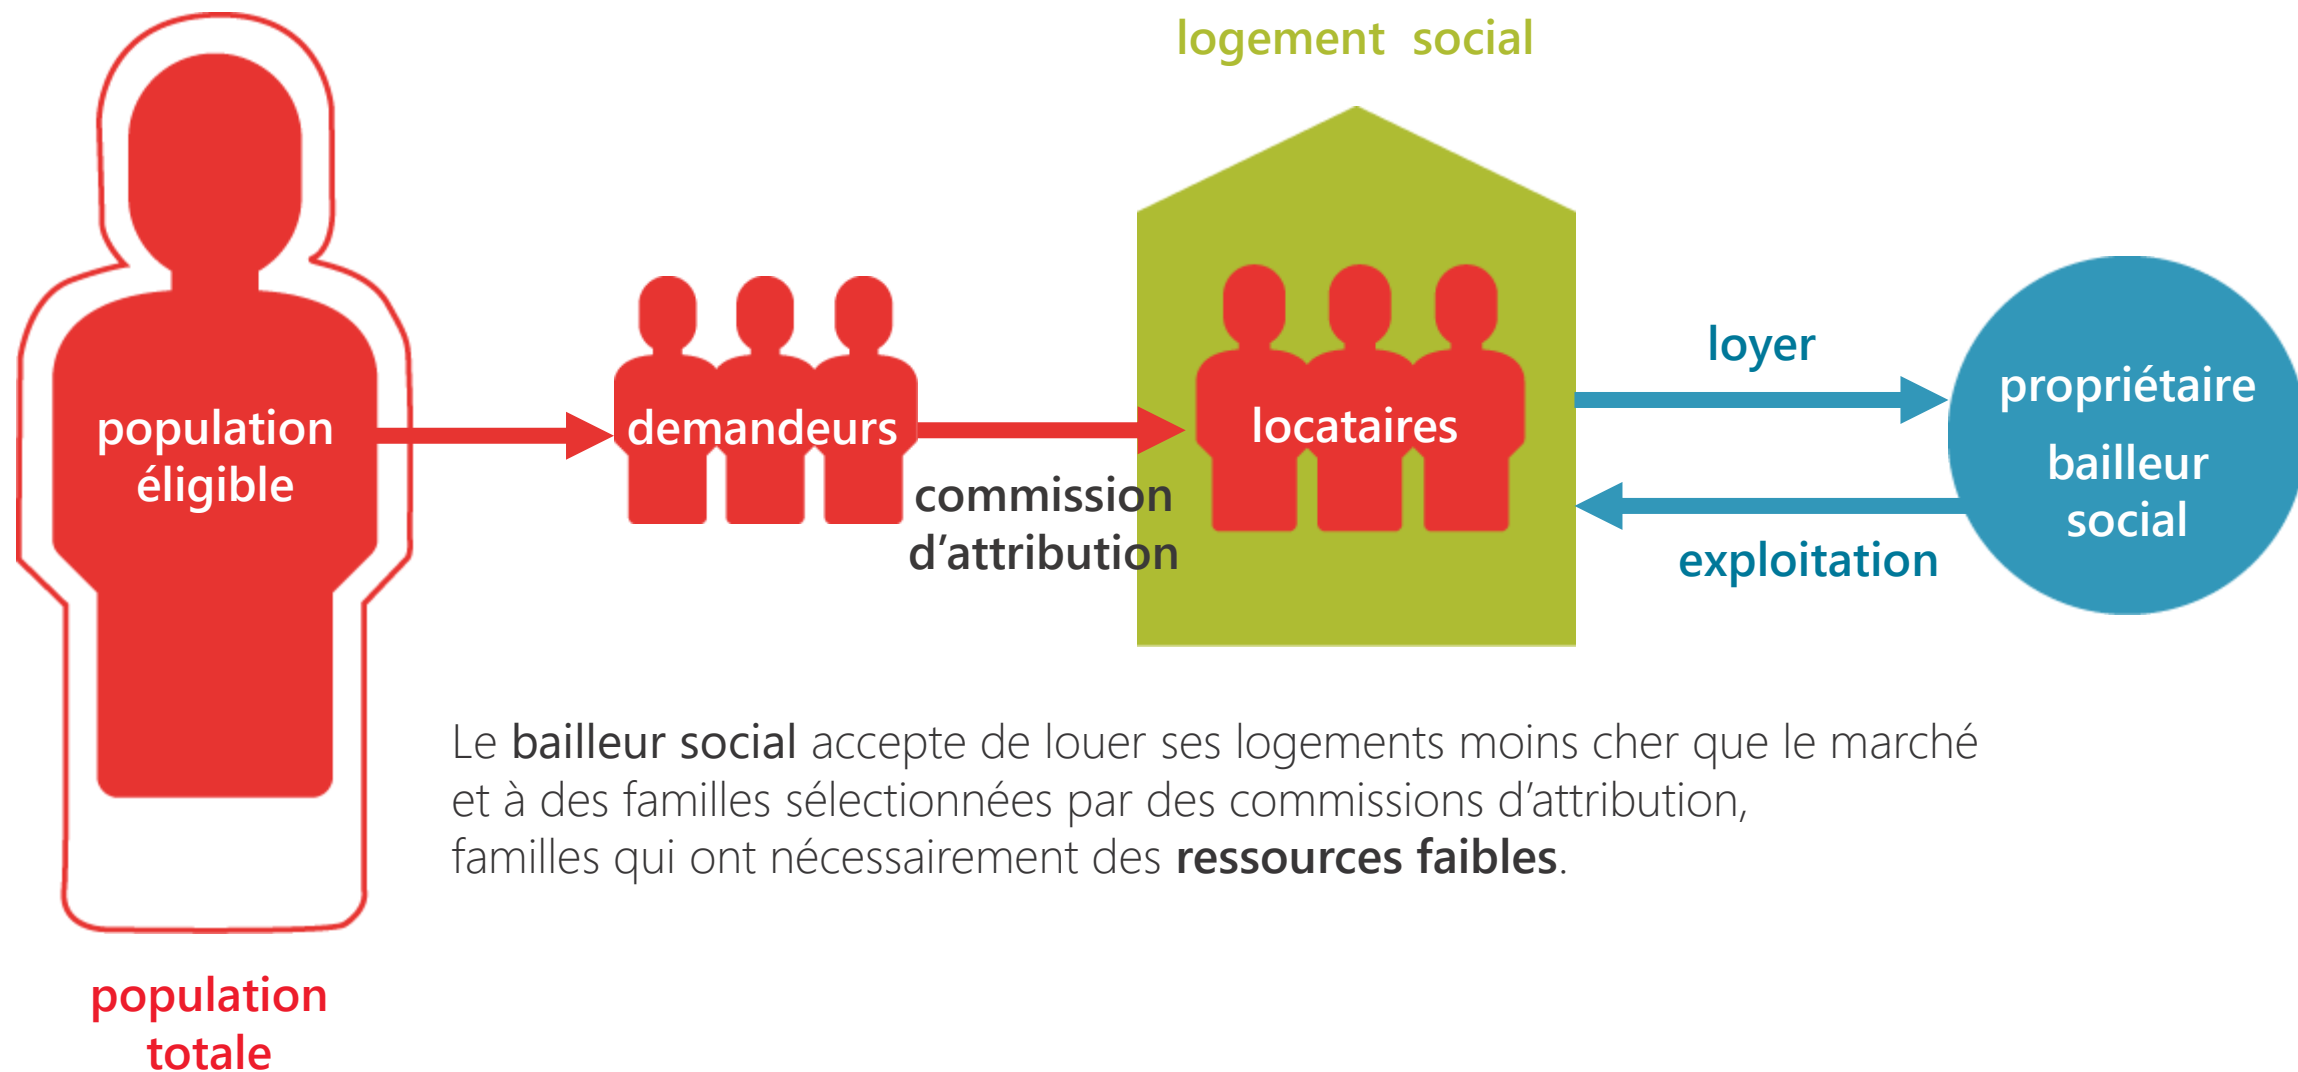 logement social
population
éligible
demandeurs
commission
d’attribution
locataires
loyer
exploitation
propriétaire
bailleur
social
Le bailleur social accepte de louer ses logements moins cher que le marché
et à des familles sélectionnées par des commissions d’attribution,
familles qui ont nécessairement des ressources faibles.
population
totale